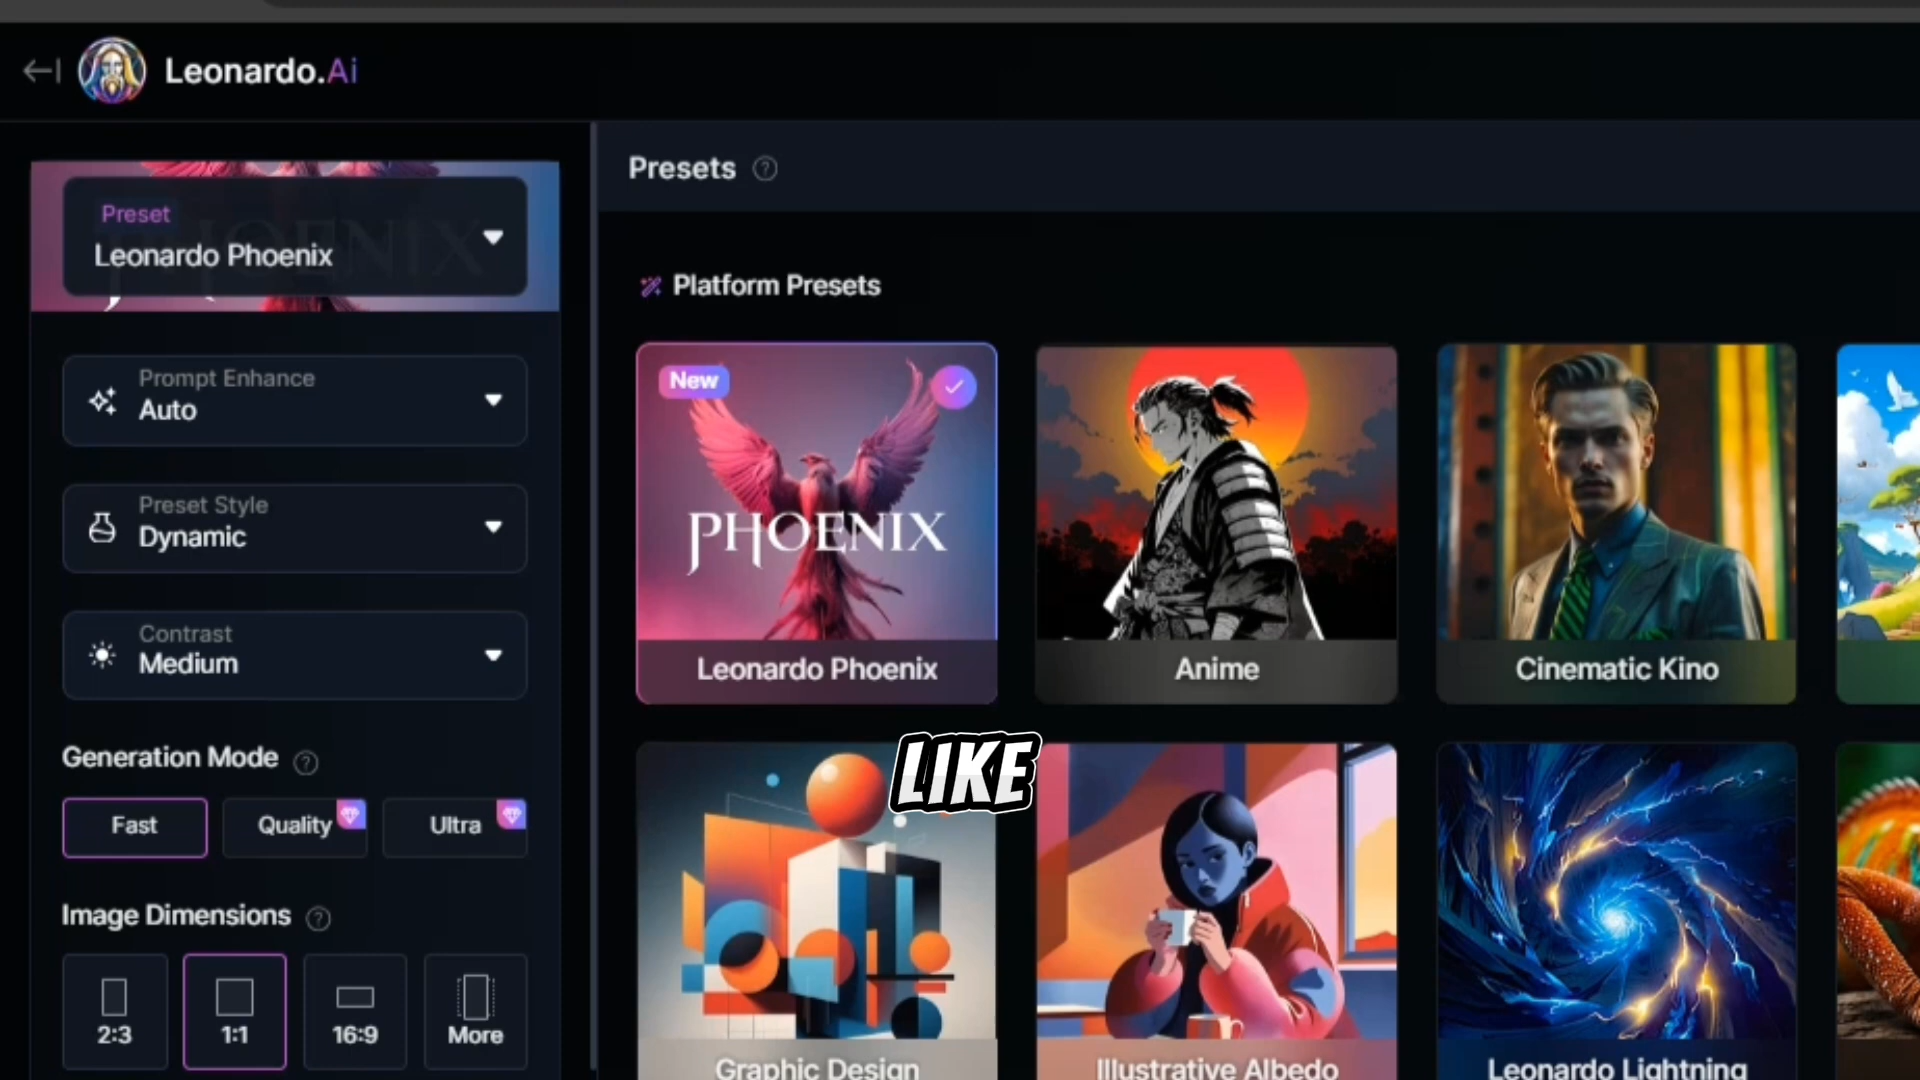 Leonardo.Ai
Preset
Leonardo Phoenix
Prompt Enhance
Auto
Preset Style
Dynamic
Contrast
Medium
Generation Mode
Fast
Quality
Ultra
Image Dimensions
2:3
1:1
16:9
More
Presets
Platform Presets
New
PHOENIX
Leonardo Phoenix
Anime
Cinematic Kino
LIKE
Graphic Design
Illustrative Albedo
Leonardo Lightning